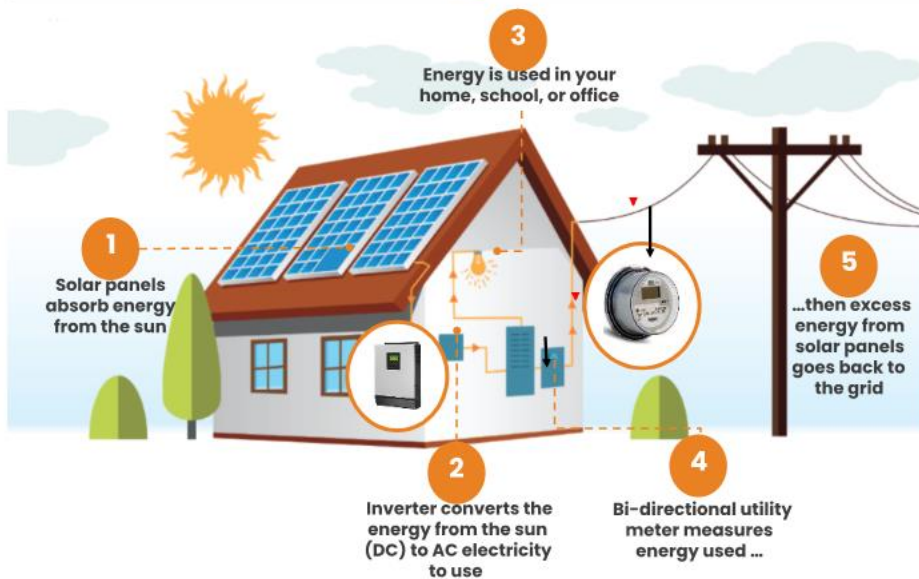 1
Solar panels
absorb energy
from the sun
2
Inverter converts the
energy from the sun
(DC) to AC electricity
to use
3
Energy is used in your
home, school, or office
4
Bi-directional utility
meter measures
energy used ...
5
...then excess
energy from
solar panels
goes back to
the grid